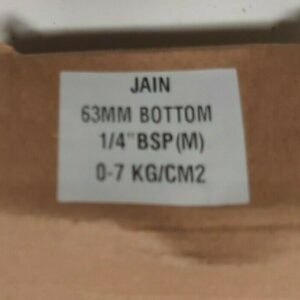 JAIN
63MM BOTTOM
1/4"BSP(M)
0-7 KG/CM2